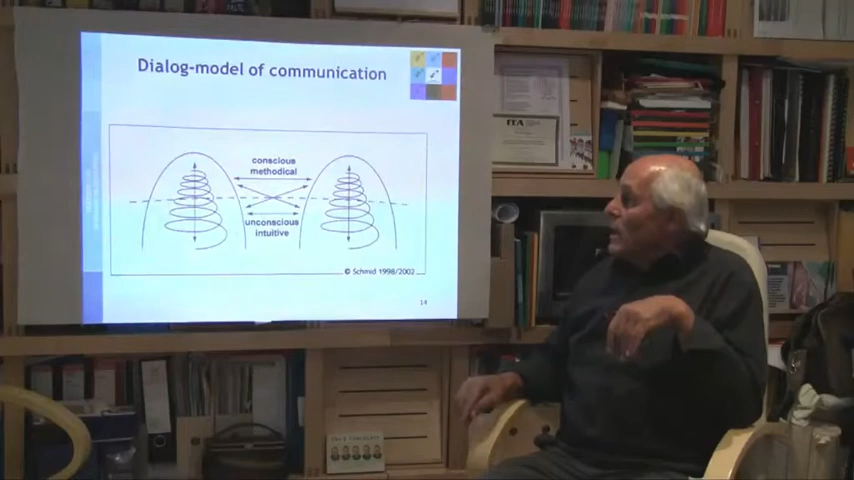 Dialog-model of communication
conscious
methodical
unconscious
intuitive
© Schmid 1998/2002
14
ITA